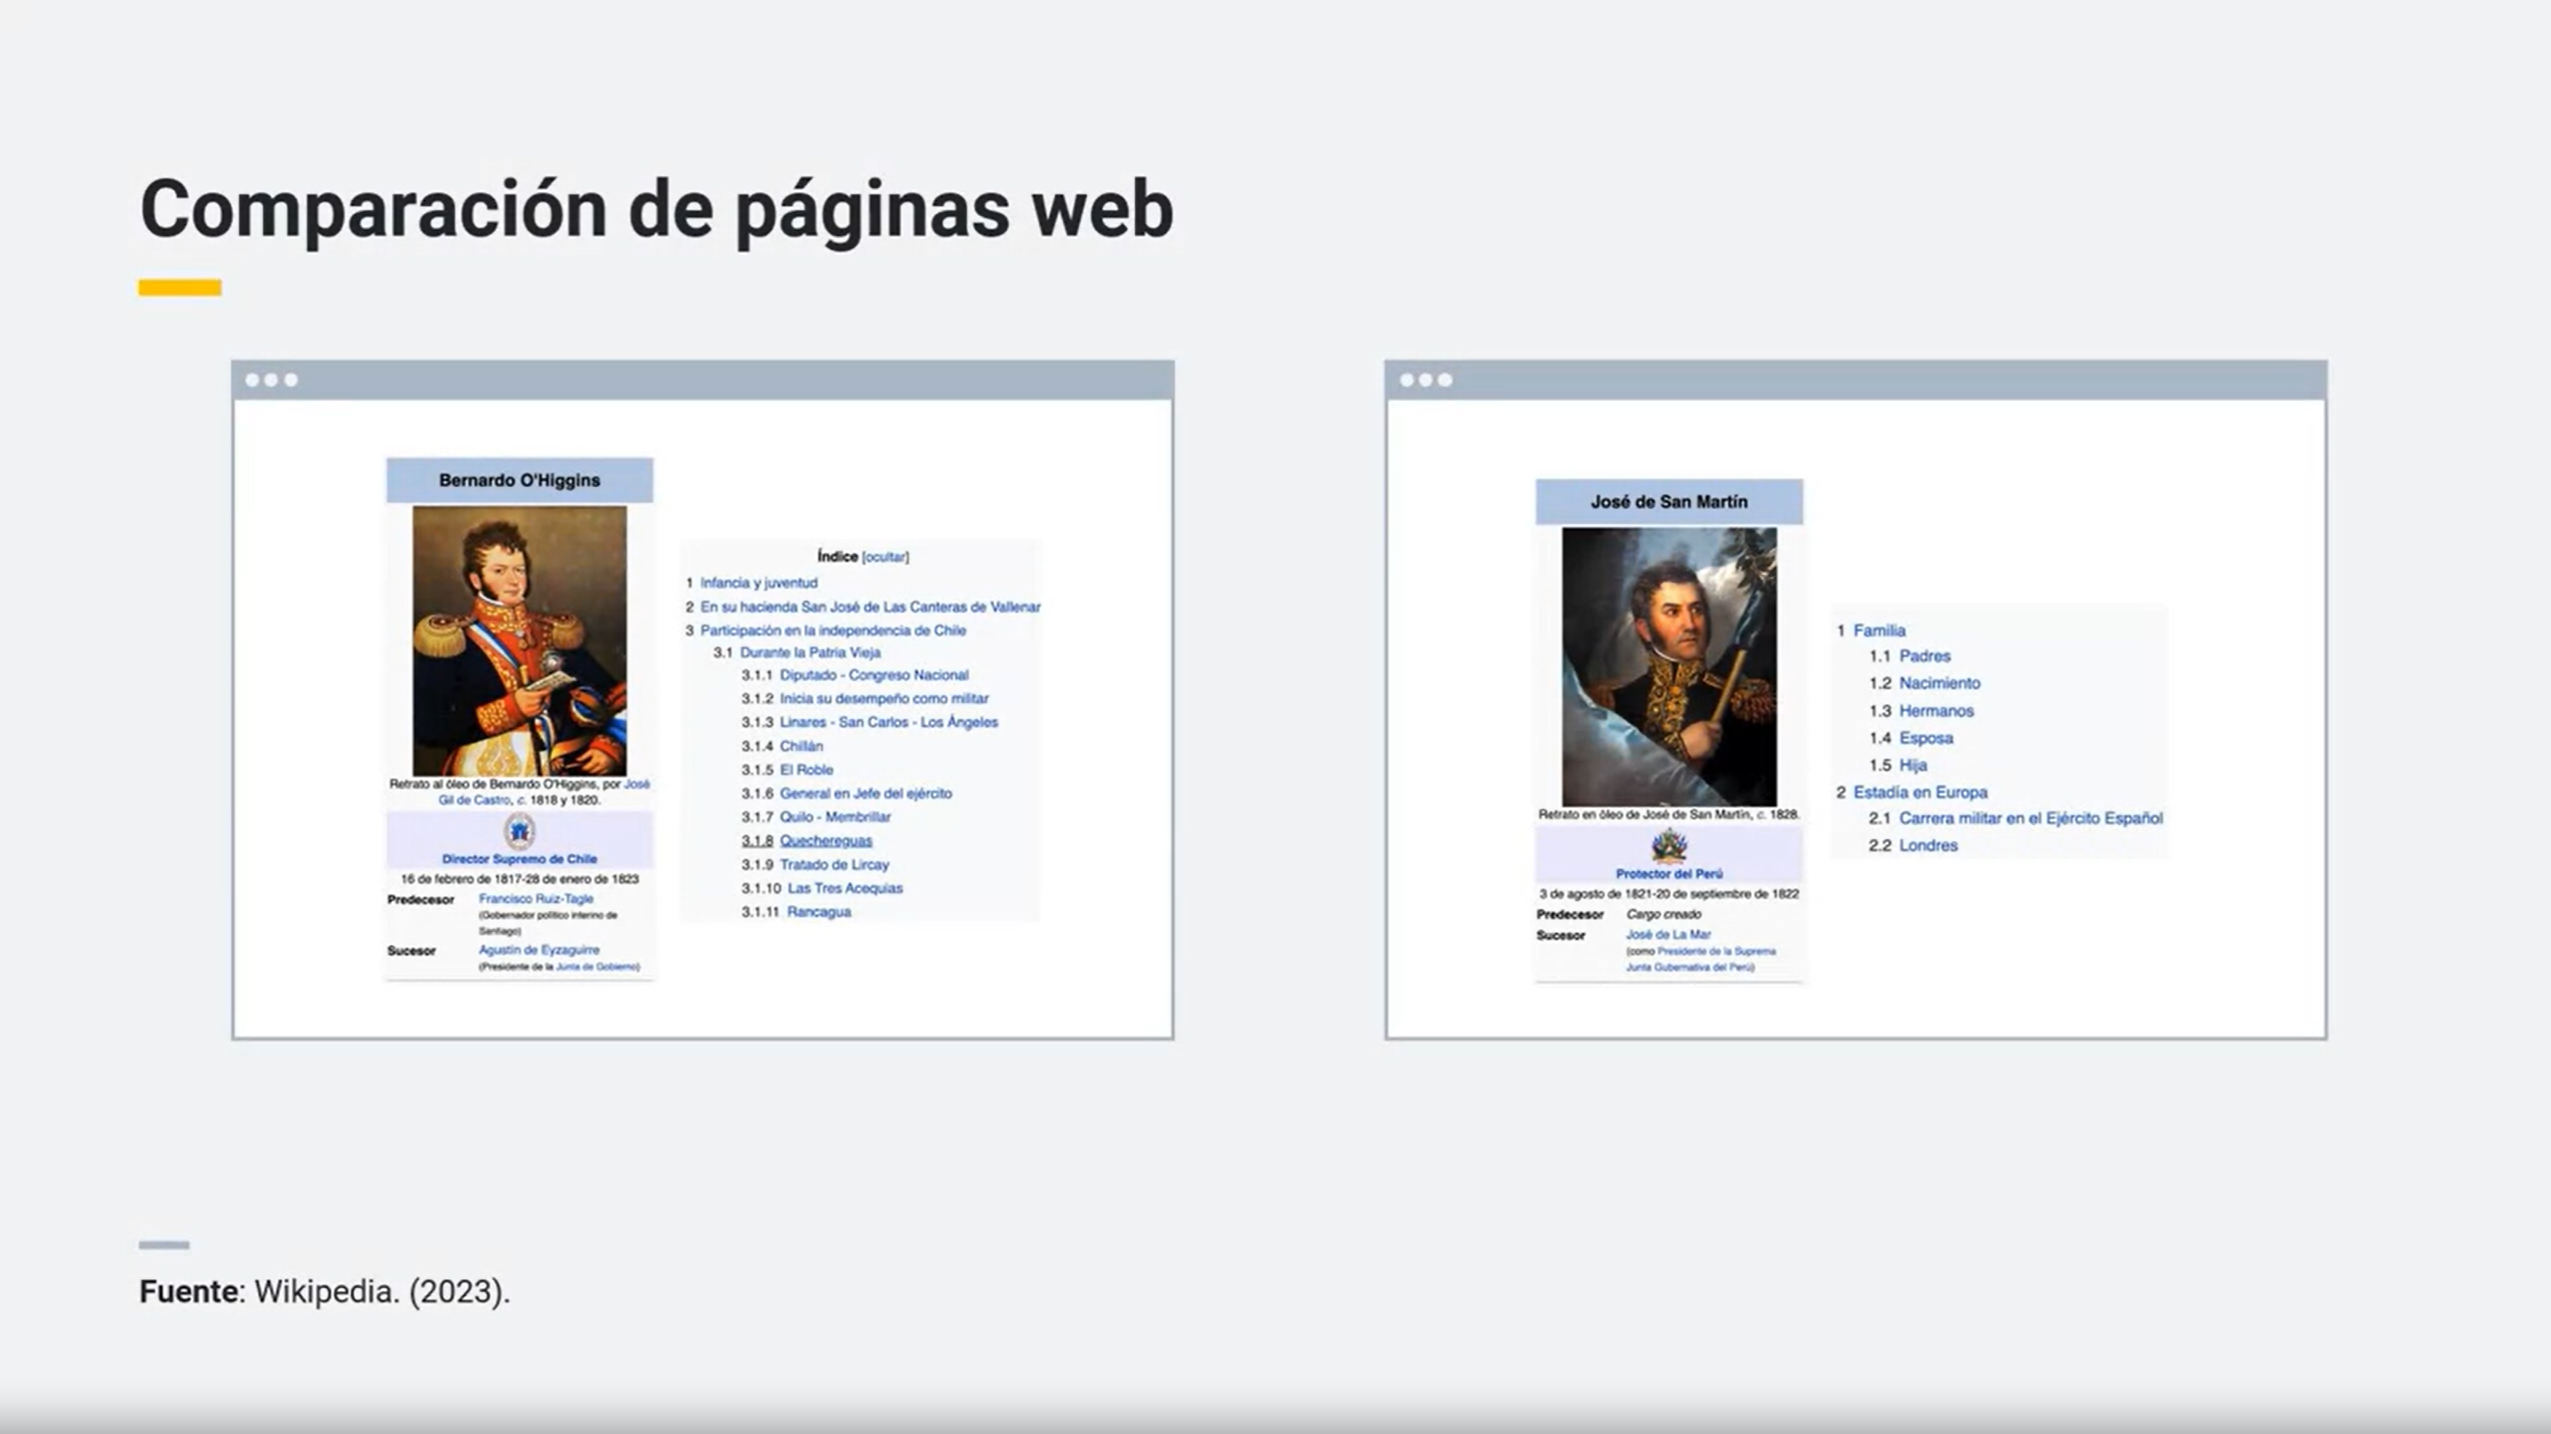 Comparación de páginas web
Bernardo O'Higgins
Retrato al óleo de Bernardo O'Higgins, por José
Gil de Castro, c. 1818 y 1820.
Director Supremo de Chile
16 de febrero de 1817-28 de enero de 1823
Predecesor Francisco Ruiz-Tagle
(Gobernador político interino de
Santiago)
Sucesor Agustín de Eyzaguirre
(Presidente de la Junta de Gobierno)
Índice [ocultar]
1 Infancia y juventud
2 En su hacienda San José de Las Canteras de Vallenar
3 Participación en la independencia de Chile
3.1 Durante la Patria Vieja
3.1.1 Diputado - Congreso Nacional
3.1.2 Inicia su desempeño como militar
3.1.3 Linares - San Carlos - Los Ángeles
3.1.4 Chillán
3.1.5 El Roble
3.1.6 General en Jefe del ejército
3.1.7 Quilo - Membrillar
3.1.8 Quechereguas
3.1.9 Tratado de Lircay
3.1.10 Las Tres Acequias
3.1.11 Rancagua
José de San Martín
Retrato en óleo de José de San Martín, c. 1828.
Protector del Perú
3 de agosto de 1821-20 de septiembre de 1822
Predecesor Cargo creado
Sucesor José de La Mar
(como Presidente de la Suprema
Junta Gubernativa del Perú)
1 Familia
1.1 Padres
1.2 Nacimiento
1.3 Hermanos
1.4 Esposa
1.5 Hija
2 Estadía en Europa
2.1 Carrera militar en el Ejército Español
2.2 Londres
Fuente: Wikipedia. (2023).